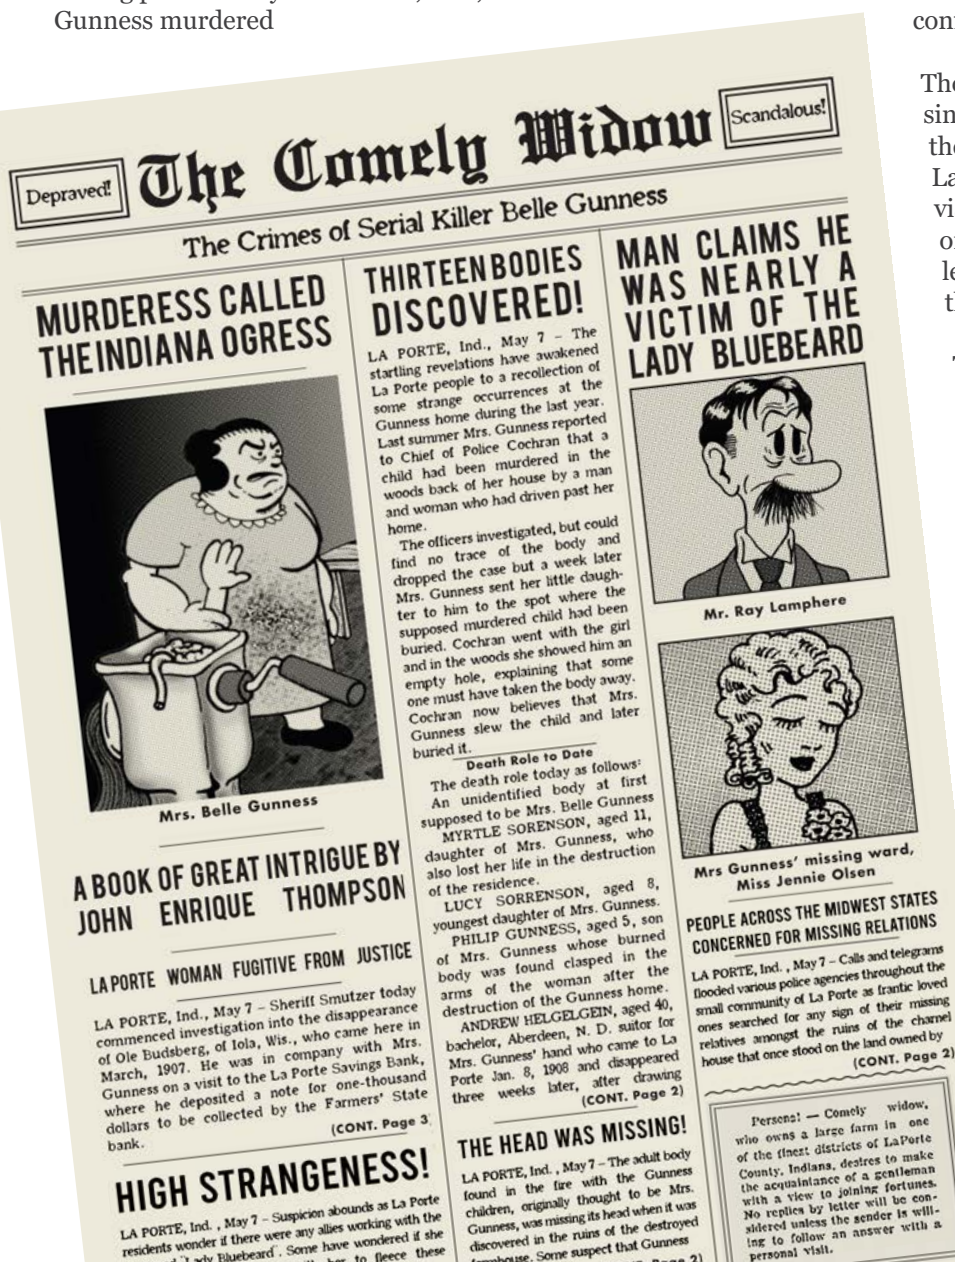 Gunness murdered
Depraved!
The Comely Widow
Scandalous!
The Crimes of Serial Killer Belle Gunness
MURDERESS CALLED
THE INDIANA OGRESS
Mrs. Belle Gunness
A BOOK OF GREAT INTRIGUE BY
JOHN ENRIQUE THOMPSON
LA PORTE WOMAN FUGITIVE FROM JUSTICE
LA PORTE, Ind., May 7 – Sheriff Smutzer today
commenced investigation into the disappearance
of Ole Budsberg, of Iola, Wis., who came here in
March, 1907. He was in company with Mrs.
Gunness on a visit to the La Porte Savings Bank,
where he deposited a note for one-thousand
dollars to be collected by the Farmers' State
bank.
(CONT. Page 3
HIGH STRANGENESS!
LA PORTE, Ind. , May 7 – Suspicion abounds as La Porte
residents wonder if there were any allies working with the
"Lady Bluebeard". Some have wondered if she
her to fleece these
THIRTEEN BODIES
DISCOVERED!
LA PORTE, Ind., May 7 – The
startling revelations have awakened
La Porte people to a recollection of
some strange occurrences at the
Gunness home during the last year.
Last summer Mrs. Gunness reported
to Chief of Police Cochran that a
child had been murdered in the
woods back of her house by a man
and woman who had driven past her
home.
The officers investigated, but could
find no trace of the body and
dropped the case but a week later
Mrs. Gunness sent her little daugh-
ter to him to the spot where the
supposed murdered child had been
buried. Cochran went with the girl
and in the woods she showed him an
empty hole, explaining that some
one must have taken the body away.
Cochran now believes that Mrs.
Gunness slew the child and later
buried it.
Death Role to Date
The death role today as follows:
An unidentified body at first
supposed to be Mrs. Belle Gunness
MYRTLE SORENSON, aged 11,
daughter of Mrs. Gunness, who
also lost her life in the destruction
of the residence.
LUCY SORRENSON, aged 8,
youngest daughter of Mrs. Gunness.
PHILIP GUNNESS, aged 5, son
of Mrs. Gunness whose burned
body was found clasped in the
arms of the woman after the
destruction of the Gunness home.
ANDREW HELGELGEIN, aged 40,
bachelor, Aberdeen, N. D. suitor for
Mrs. Gunness' hand who came to La
Porte Jan. 8, 1908 and disappeared
three weeks later, after drawing
(CONT. Page 2)
THE HEAD WAS MISSING!
LA PORTE, Ind. , May 7 – The adult body
found in the fire with the Gunness
children, originally thought to be Mrs.
Gunness, was missing its head when it was
discovered in the ruins of the destroyed
farmhouse. Some suspect that Gunness
Page 2)
MAN CLAIMS HE
WAS NEARLY A
VICTIM OF THE
LADY BLUEBEARD
Mr. Ray Lamphere
Mrs Gunness' missing ward,
Miss Jennie Olsen
PEOPLE ACROSS THE MIDWEST STATES
CONCERNED FOR MISSING RELATIONS
LA PORTE, Ind. , May 7 – Calls and telegrams
flooded various police agencies throughout the
small community of La Porte as frantic loved
ones searched for any sign of their missing
relatives amongst the ruins of the charnel
house that once stood on the land owned by
(CONT. Page 2)
Personal — Comely widow,
who owns a large farm in one
of the finest districts of LaPorte
County, Indiana, desires to make
the acquaintance of a gentleman
with a view to joining fortunes.
No replies by letter will be con-
sidered unless the sender is will-
ing to follow an answer with a
personal visit.